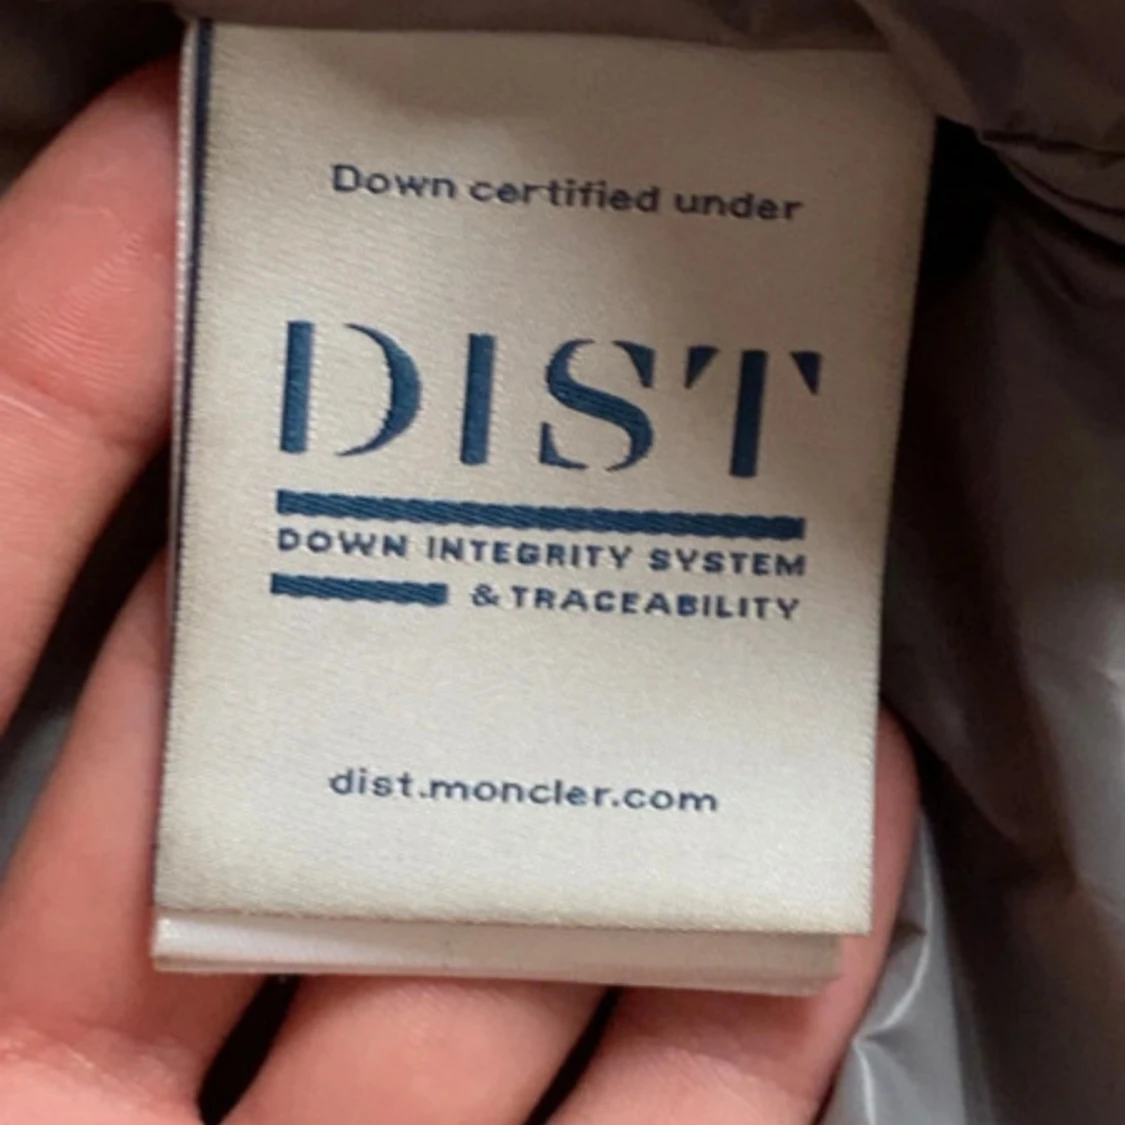 Down certified under
DIST
DOWN INTEGRITY SYSTEM
& TRACEABILITY
dist.moncler.com